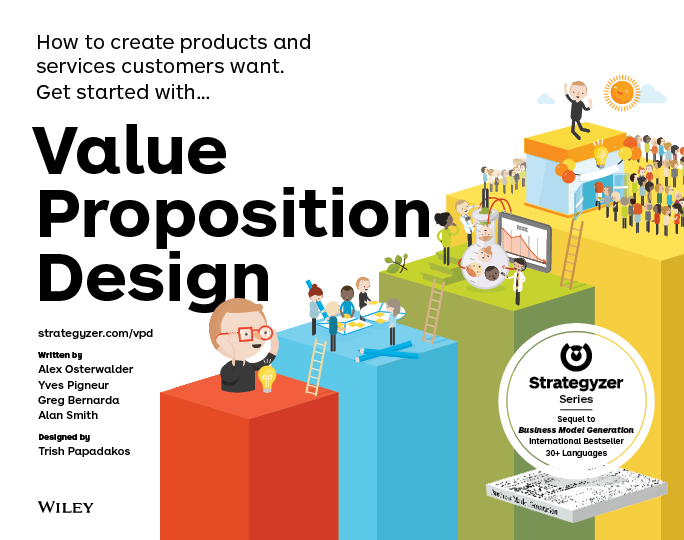 How to create products and
services customers want.
Get started with...
Value
Proposition
Design
strategyzer.com/vpd
Written by
Alex Osterwalder
Yves Pigneur
Greg Bernarda
Alan Smith
Designed by
Trish Papadakos
WILEY
Strategyzer
Series
Sequel to
Business Model Generation
International Bestseller
30+ Languages